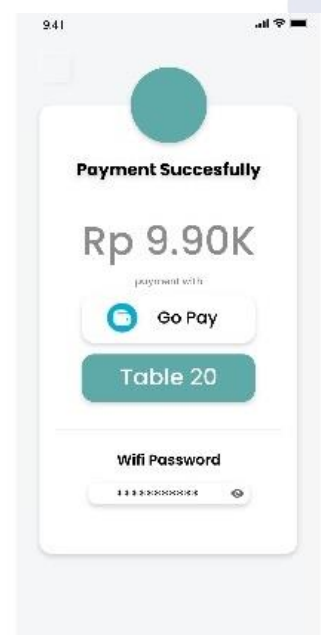 9:41
Payment Succesfully
Rp 9.90K
payment with
Go Pay
Table 20
Wifi Password
***********